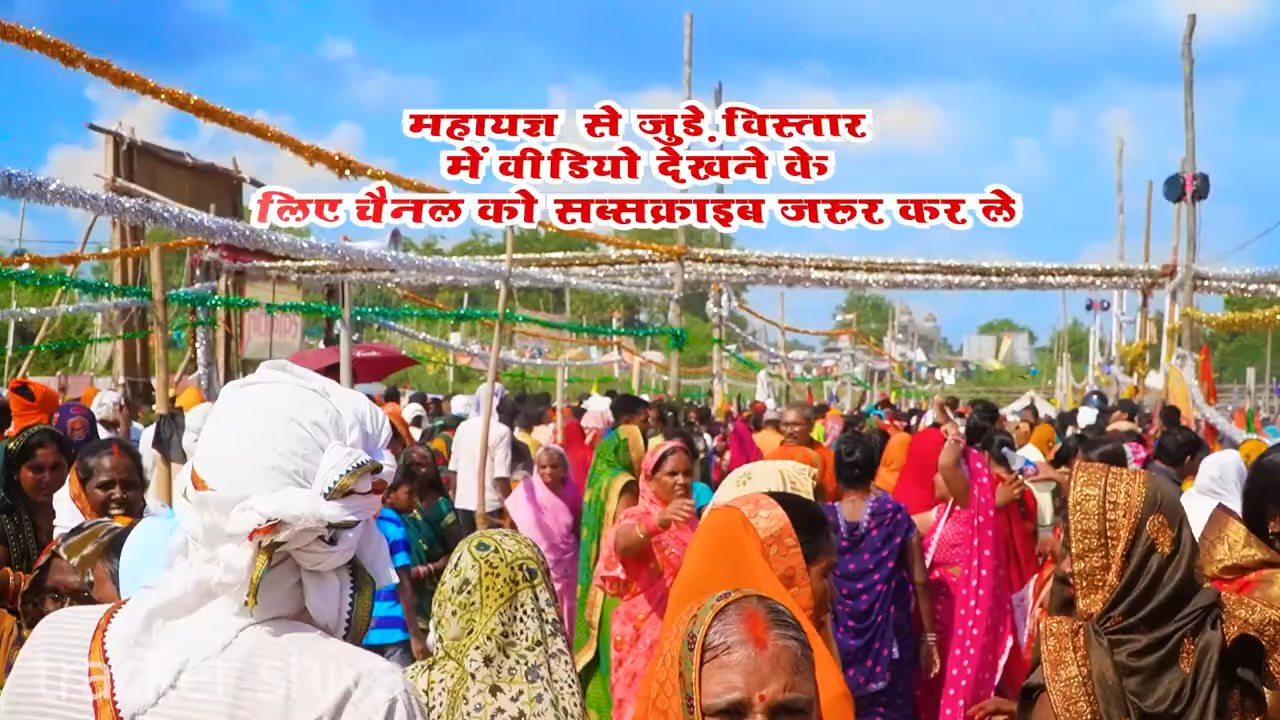 महायज्ञ से जुडे़ विस्तार
में वीडियो देखने के
लिए चैनल को सब्सक्राइब जरूर कर ले